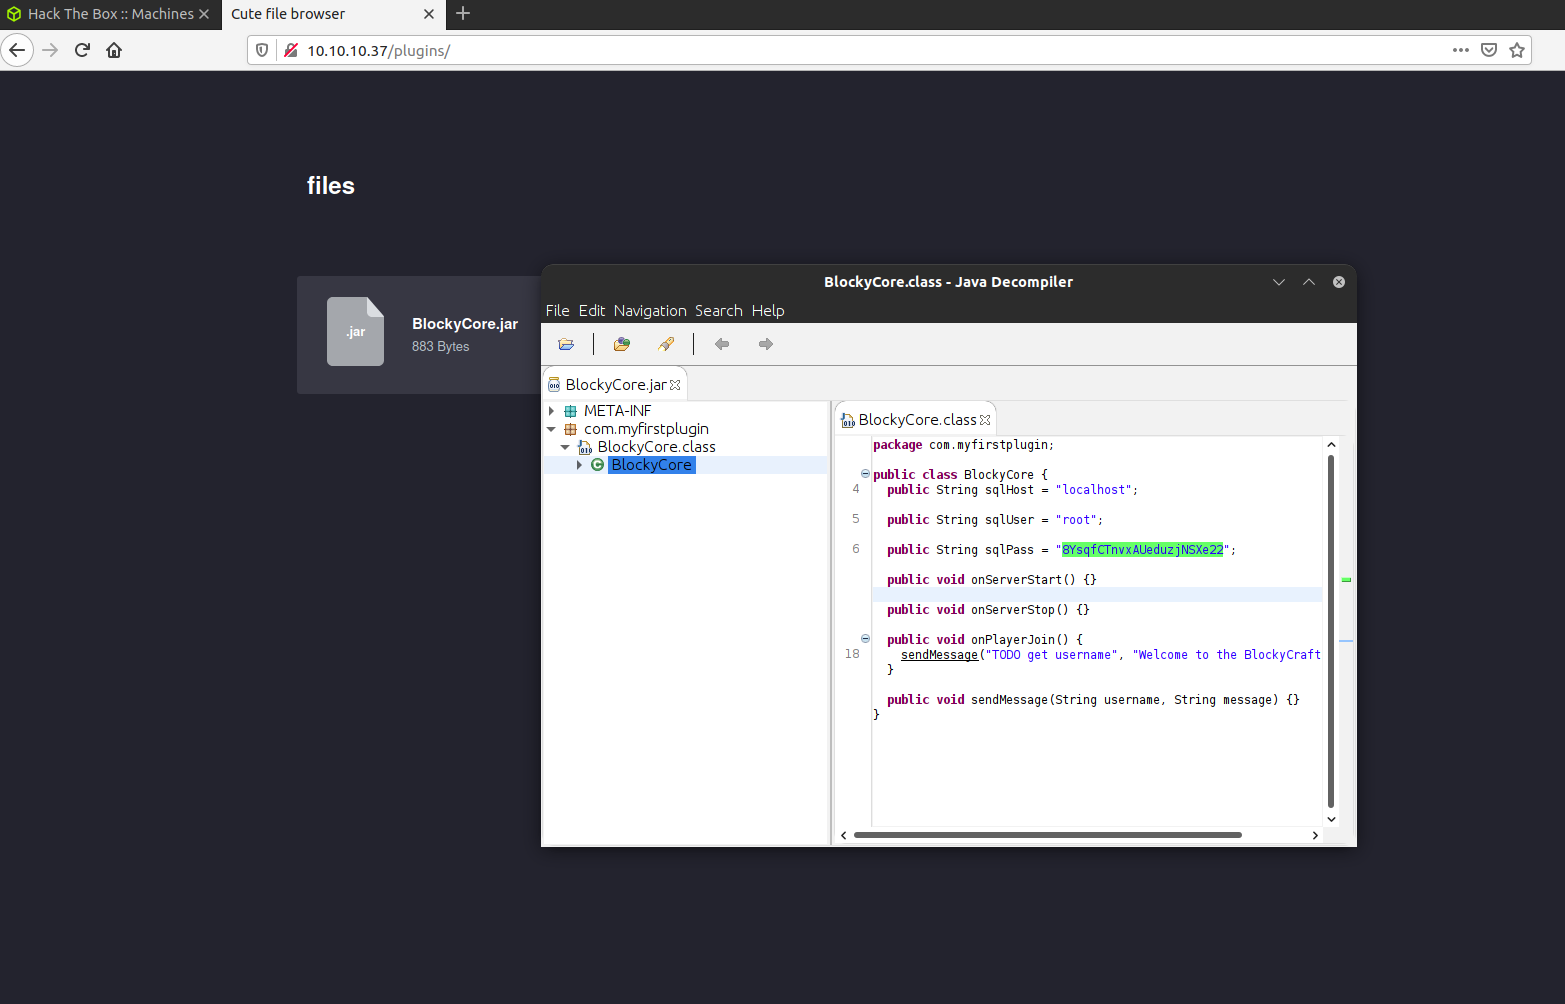 Hack The Box :: Machines
Cute file browser
10.10.10.37/plugins/
files
.jar
BlockyCore.jar
883 Bytes
BlockyCore.class - Java Decompiler
File Edit Navigation Search Help
BlockyCore.jar
META-INF
com.myfirstplugin
BlockyCore.class
BlockyCore
BlockyCore.class
package com.myfirstplugin;
public class BlockyCore {
4 public String sqlHost = "localhost";
5 public String sqlUser = "root";
6 public String sqlPass = "8YsqfCTnvxAUeduzjNSXe22";
public void onServerStart() {}
public void onServerStop() {}
public void onPlayerJoin() {
18 sendMessage("TODO get username", "Welcome to the BlockyCraft
}
public void sendMessage(String username, String message) {}
}